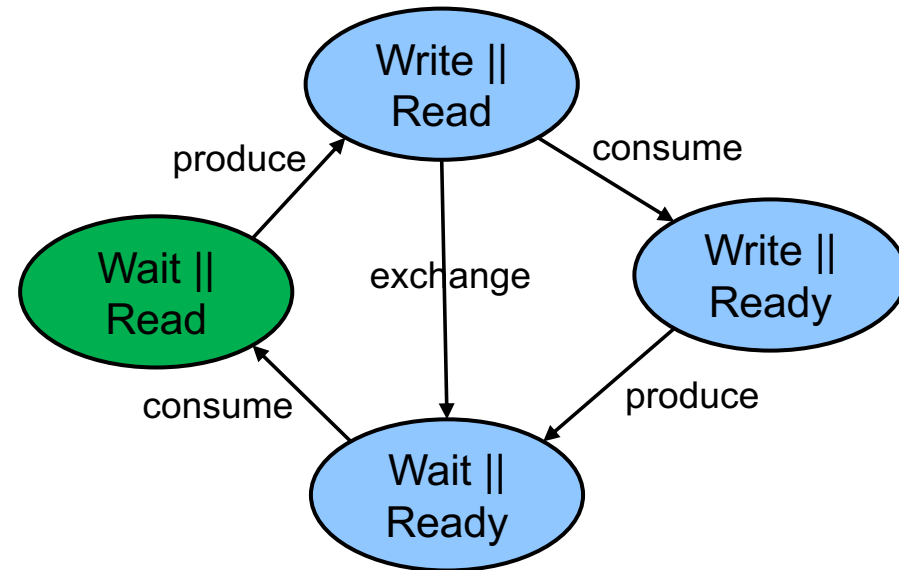 Write ||
Read
produce
consume
Wait ||
Read
exchange
Write ||
Ready
consume
produce
Wait ||
Ready